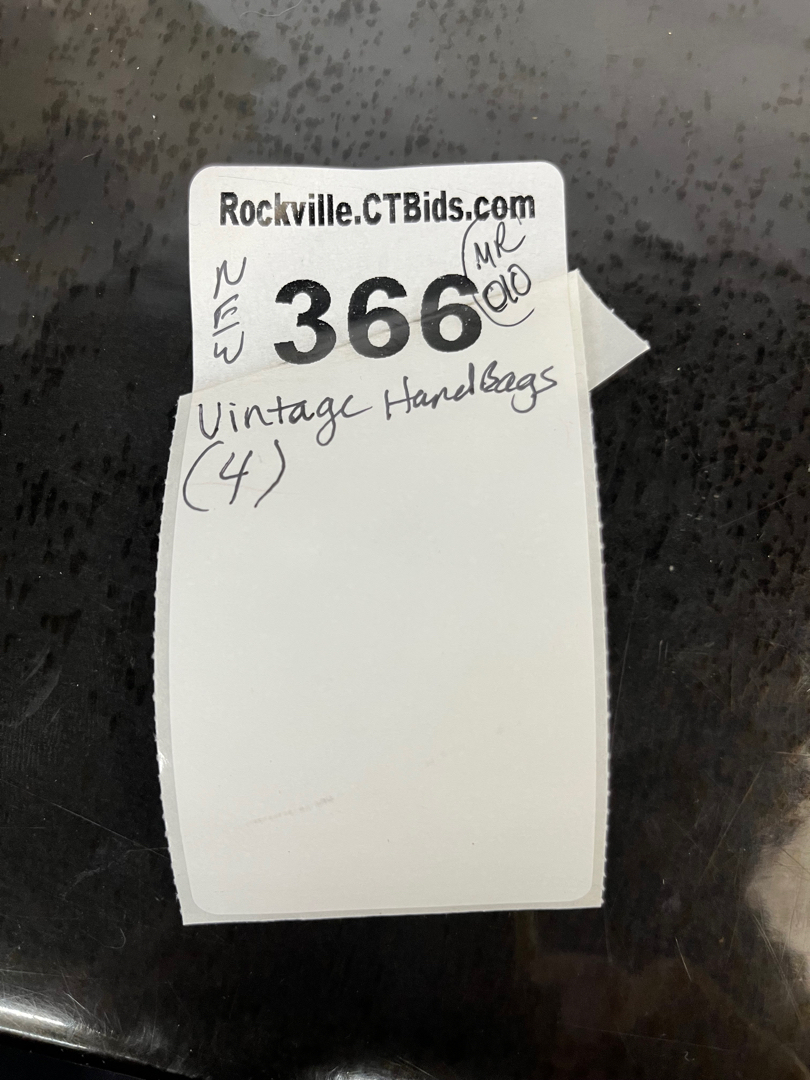 Rockville.CTBids.com
NEW
366
MR
010
Vintage HandBags
(4)